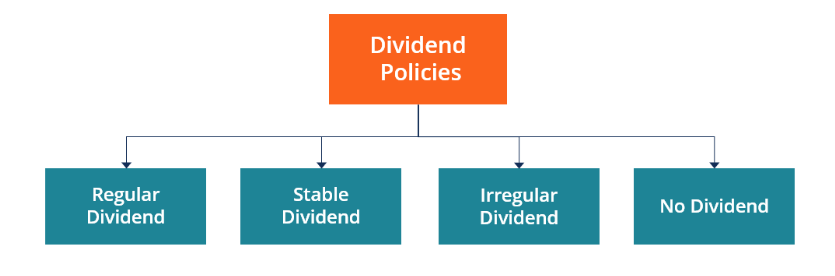 Dividend
Policies
Regular
Dividend
Stable
Dividend
Irregular
Dividend
No Dividend